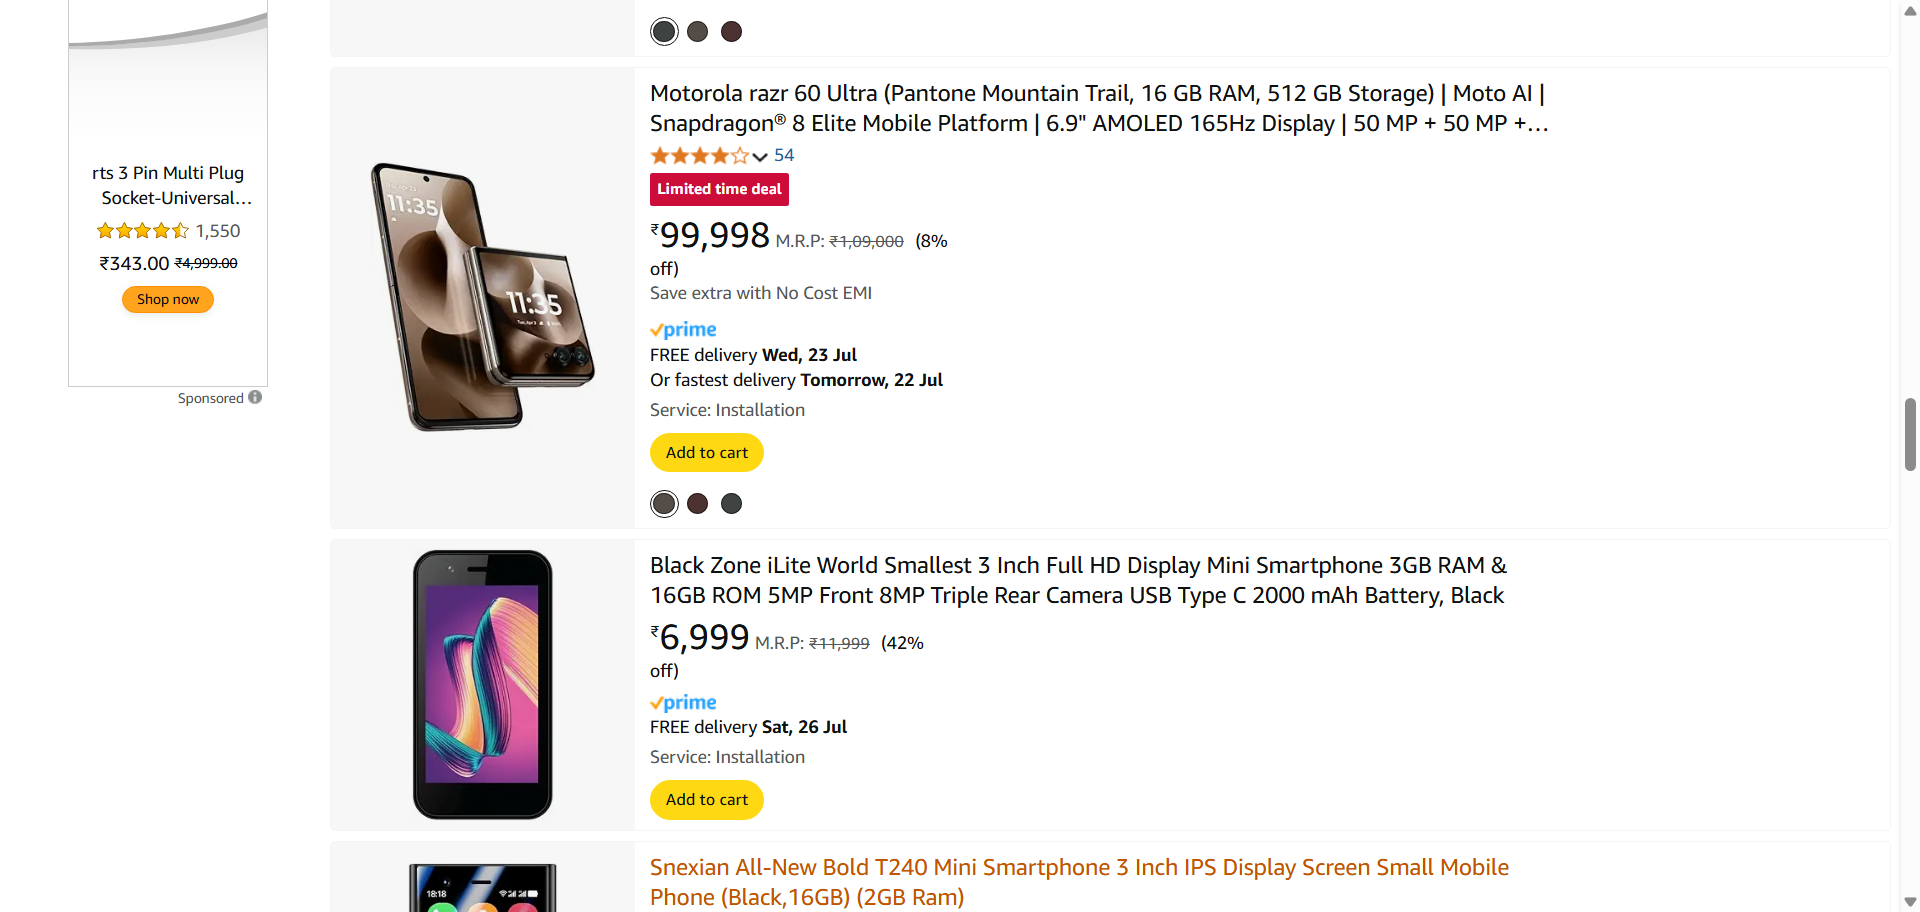 rts 3 Pin Multi Plug
Socket-Universal...
1,550
₹343.00 ₹4,999.00
Shop now
Sponsored
Motorola razr 60 Ultra (Pantone Mountain Trail, 16 GB RAM, 512 GB Storage) | Moto AI |
Snapdragon® 8 Elite Mobile Platform | 6.9" AMOLED 165Hz Display | 50 MP + 50 MP +...
54
Limited time deal
₹99,998 M.R.P: ₹1,09,000 (8%
off)
Save extra with No Cost EMI
prime
FREE delivery Wed, 23 Jul
Or fastest delivery Tomorrow, 22 Jul
Service: Installation
Add to cart
11:35
11:35
Black Zone iLite World Smallest 3 Inch Full HD Display Mini Smartphone 3GB RAM &
16GB ROM 5MP Front 8MP Triple Rear Camera USB Type C 2000 mAh Battery, Black
₹6,999 M.R.P: ₹11,999 (42%
off)
prime
FREE delivery Sat, 26 Jul
Service: Installation
Add to cart
18:18
Snexian All-New Bold T240 Mini Smartphone 3 Inch IPS Display Screen Small Mobile
Phone (Black,16GB) (2GB Ram)